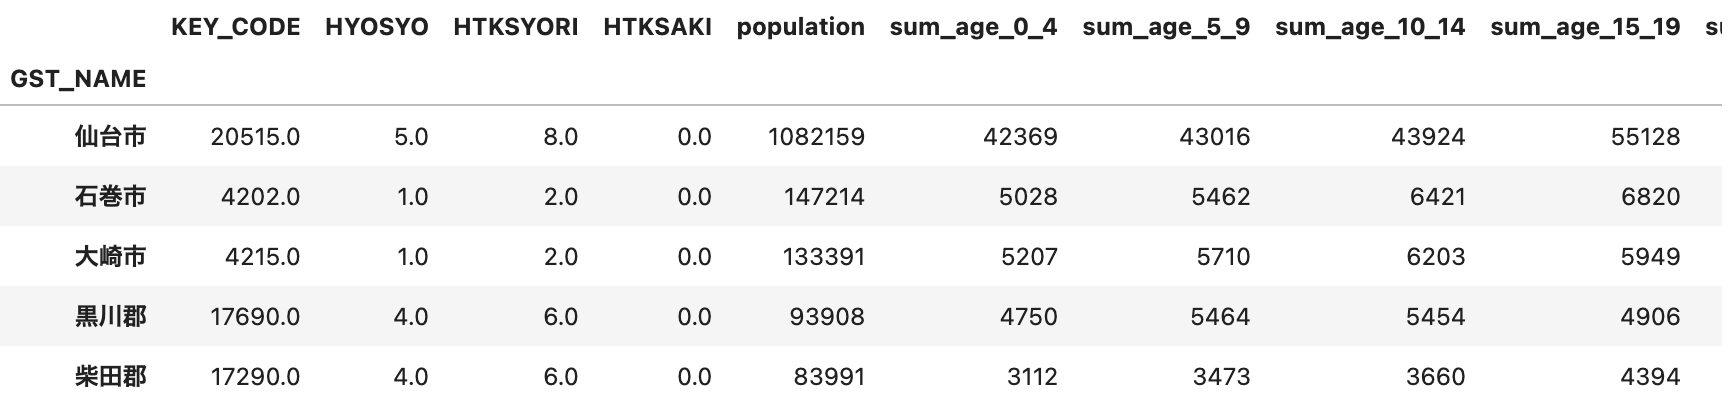 KEY_CODE HYOSYO HTKSYORI HTKSAKI population sum_age_0_4 sum_age_5_9 sum_age_10_14 sum_age_15_19
GST_NAME
仙台市 20515.0 5.0 8.0 0.0 1082159 42369 43016 43924 55128
石巻市 4202.0 1.0 2.0 0.0 147214 5028 5462 6421 6820
大崎市 4215.0 1.0 2.0 0.0 133391 5207 5710 6203 5949
黒川郡 17690.0 4.0 6.0 0.0 93908 4750 5464 5454 4906
柴田郡 17290.0 4.0 6.0 0.0 83991 3112 3473 3660 4394